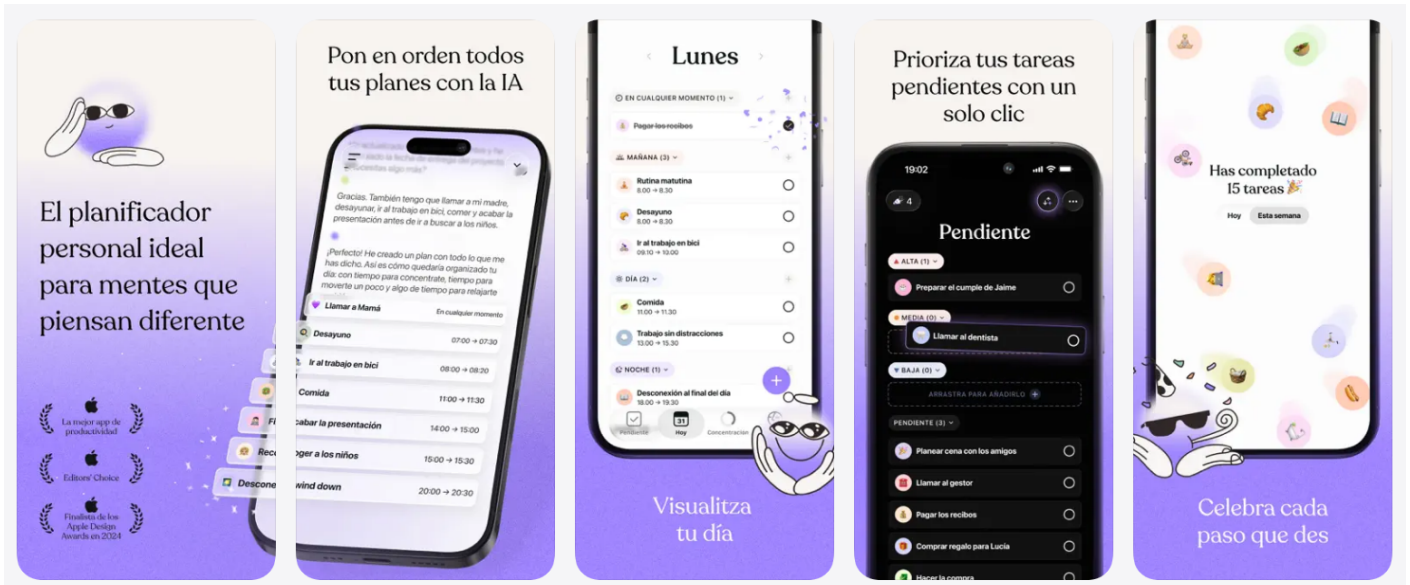 El planificador
personal ideal
para mentes que
piensan diferente
La mejor app de
productividad
Editors' Choice
Finalista de los
Apple Design
Awards en 2024
Pon en orden todos
tus planes con la IA
Gracias. También tengo que llamar a mi madre,
desayunar, ir al trabajo en bici, comer y acabar la
presentación antes de ir a buscar a los niños.
¡Perfecto! He creado un plan con todo lo que me
has dicho. Así es cómo quedaría organizado tu
día: con tiempo para concentrate, tiempo para
moverte un poco y algo de tiempo para relajarte
Llamar a Mamá
En cualquier momento
Desayuno
07:00 → 07:30
Ir al trabajo en bici
08:00 → 08:20
Comida
11:00 → 11:30
acabar la presentación
14:00 → 15:00
Recoger a los niños
15:00 → 15:30
wind down
20:00 → 20:30
Lunes
EN CUALQUIER MOMENTO (1)
Pagar los recibos
MAÑANA (3)
Rutina matutina
8.00 → 8.30
Desayuno
8.00 → 8.30
Ir al trabajo en bici
09.10 → 10.00
DÍA (2)
Comida
11:00 → 11.30
Trabajo sin distracciones
13.00 → 15.30
NOCHE (1)
Desconexión al final del día
18.00 → 19.30
Pendiente
31
Hoy
Concentración
Visualitza
tu día
Prioriza tus tareas
pendientes con un
solo clic
19:02
4
Pendiente
ALTA (1)
Preparar el cumple de Jaime
MEDIA (0)
Llamar al dentista
BAJA (0)
ARRASTRA PARA AÑADIRLO
PENDIENTE (3)
Planear cena con los amigos
Llamar al gestor
Pagar los recibos
Comprar regalo para Lucía
Hacer la compra
Has completado
15 tareas
Hoy
Esta semana
Celebra cada
paso que des